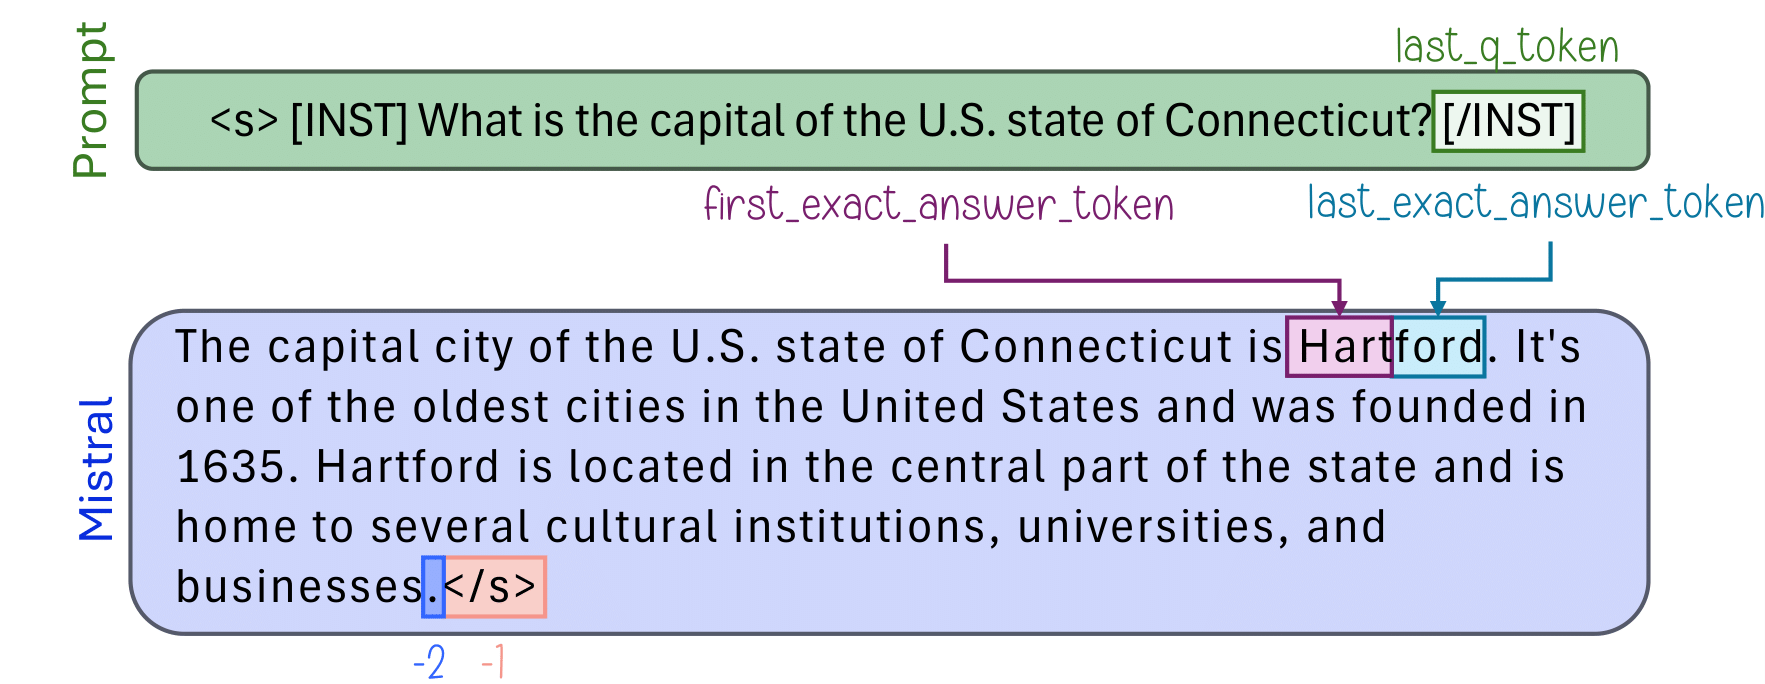 Prompt
last_q_token
<s> [INST] What is the capital of the U.S. state of Connecticut? [/INST]
first_exact_answer_token
last_exact_answer_token
Mistral
The capital city of the U.S. state of Connecticut is Hartford. It's
one of the oldest cities in the United States and was founded in
1635. Hartford is located in the central part of the state and is
home to several cultural institutions, universities, and
businesses.</s>
-2 -1